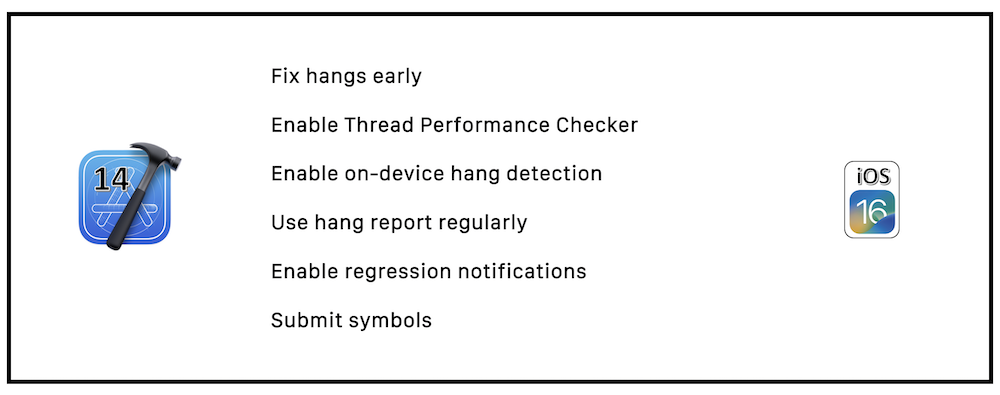 Fix hangs early
Enable Thread Performance Checker
14
Enable on-device hang detection
iOS
16
Use hang report regularly
Enable regression notifications
Submit symbols